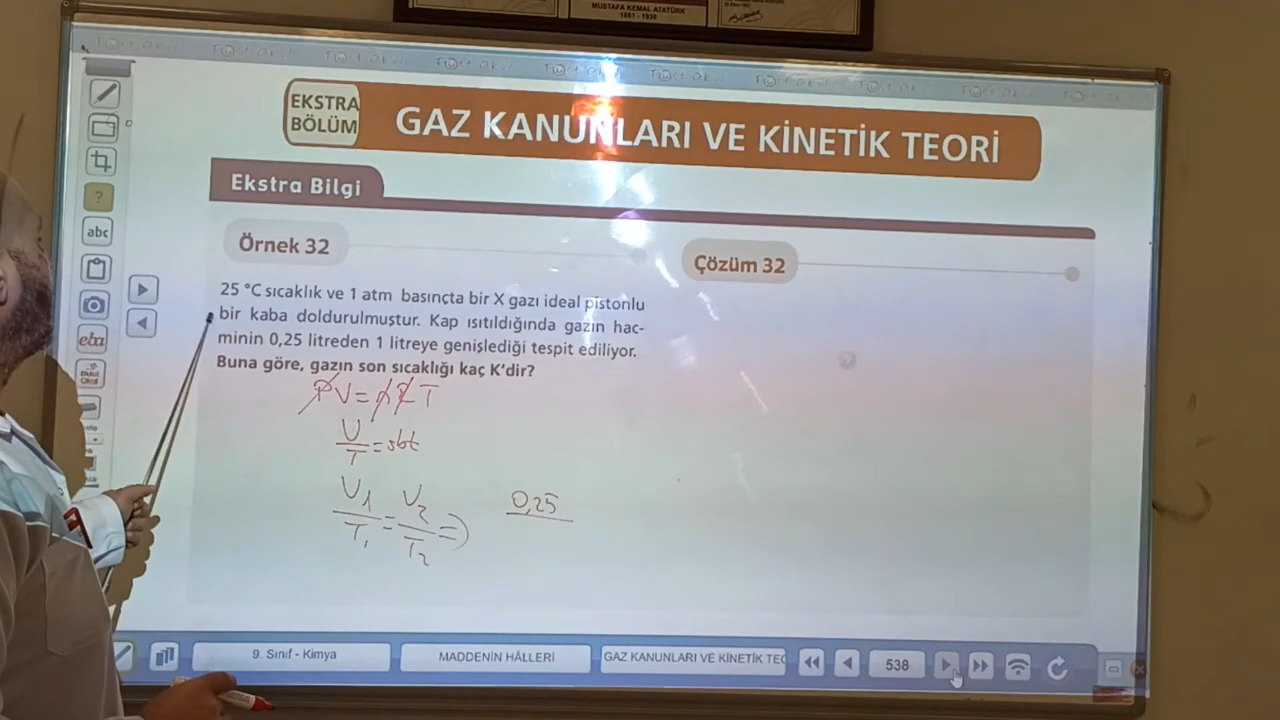 MUSTAFA KEMAL ATATÜRK
1881 - 1938
EKSTRA
BÖLÜM
GAZ KANUNLARI VE KİNETİK TEORİ
Ekstra Bilgi
Örnek 32
Çözüm 32
25 °C sıcaklık ve 1 atm basınçta bir X gazı ideal pistonlu
bir kaba doldurulmuştur. Kap ısıtıldığında gazın hac-
minin 0,25 litreden 1 litreye genişlediği tespit ediliyor.
Buna göre, gazın son sıcaklığı kaç K'dir?
PV=nRT
V/T=sbt
V1/T1=V2/T2 => 0,25
?
abc
eba
9. Sınıf - Kimya
MADDENİN HÂLLERİ
GAZ KANUNLARI VE KİNETİK TEO
538